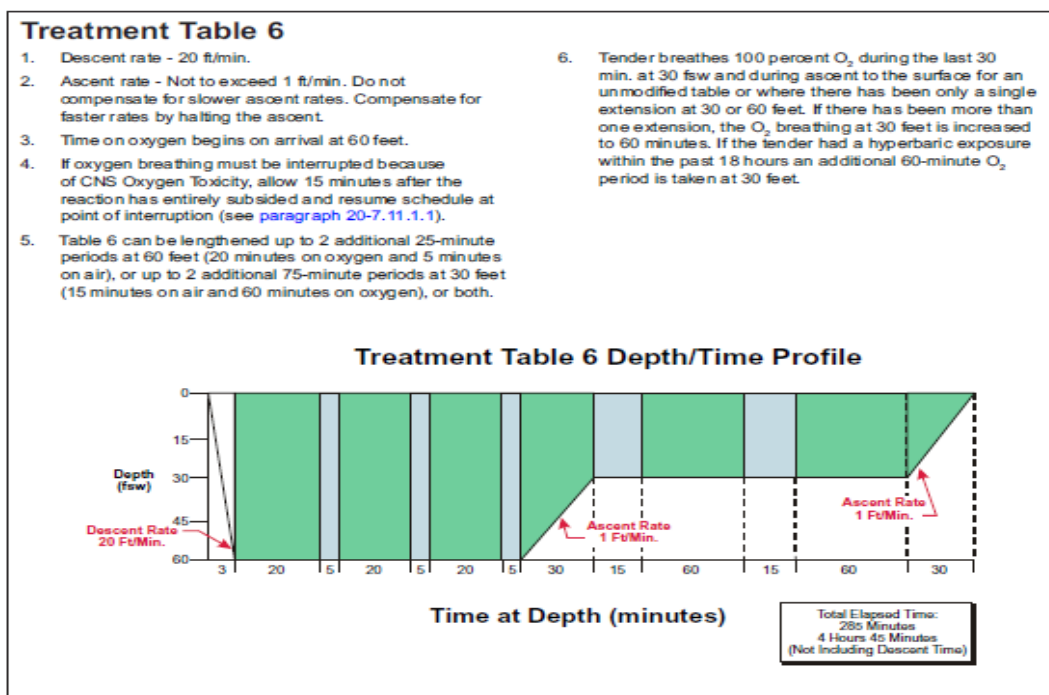 Treatment Table 6
1. Descent rate - 20 ft/min.
2. Ascent rate - Not to exceed 1 ft/min. Do not
compensate for slower ascent rates. Compensate for
faster rates by halting the ascent.
3. Time on oxygen begins on arrival at 60 feet.
4. If oxygen breathing must be interrupted because
of CNS Oxygen Toxicity, allow 15 minutes after the
reaction has entirely subsided and resume schedule at
point of interruption (see paragraph 20-7.11.1.1).
5. Table 6 can be lengthened up to 2 additional 25-minute
periods at 60 feet (20 minutes on oxygen and 5 minutes
on air), or up to 2 additional 75-minute periods at 30 feet
(15 minutes on air and 60 minutes on oxygen), or both.
6. Tender breathes 100 percent O₂ during the last 30
min. at 30 fsw and during ascent to the surface for an
unmodified table or where there has been only a single
extension at 30 or 60 feet. If there has been more than
one extension, the O₂ breathing at 30 feet is increased
to 60 minutes. If the tender had a hyperbaric exposure
within the past 18 hours an additional 60-minute O₂
period is taken at 30 feet.
Treatment Table 6 Depth/Time Profile
0
15
30
45
60
Depth
(fsw)
Descent Rate
20 Ft/Min.
Ascent Rate
1 Ft/Min.
Ascent Rate
1 Ft/Min.
3 20 5 20 5 20 5 30 15 60 15 60 30
Time at Depth (minutes)
Total Elapsed Time:
285 Minutes
4 Hours 45 Minutes
(Not Including Descent Time)